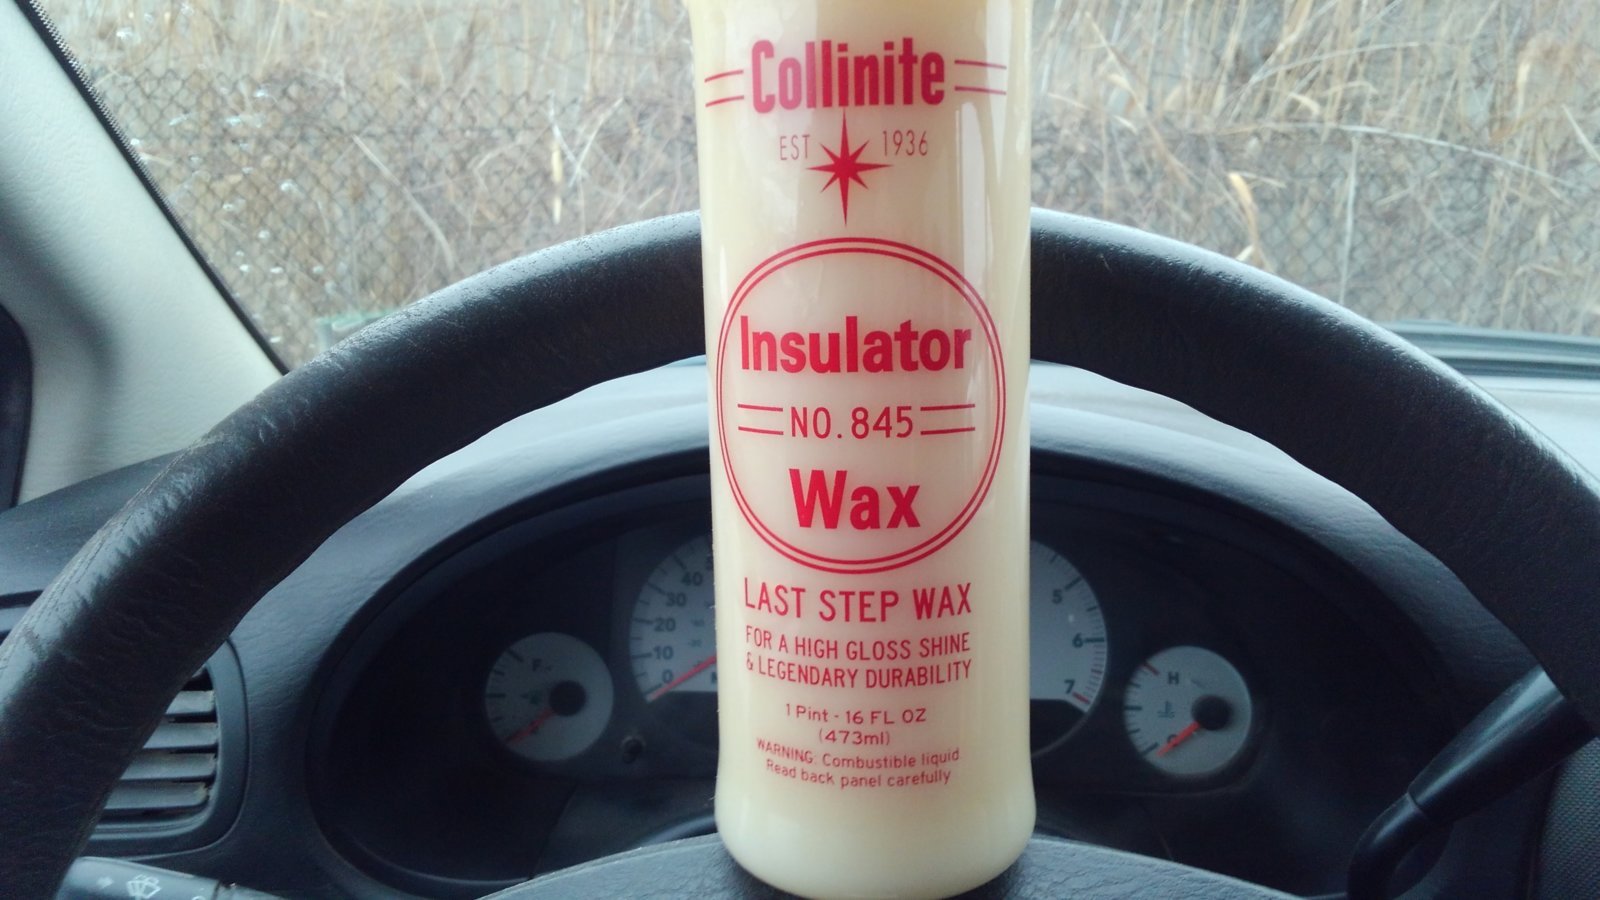 Collinite
EST 1936
Insulator
NO. 845
Wax
LAST STEP WAX
FOR A HIGH GLOSS SHINE
& LEGENDARY DURABILITY
1 Pint - 16 FL OZ
(473ml)
WARNING: Combustible liquid.
Read back panel carefully
40
30
20
10
0
F
5
6
7
H